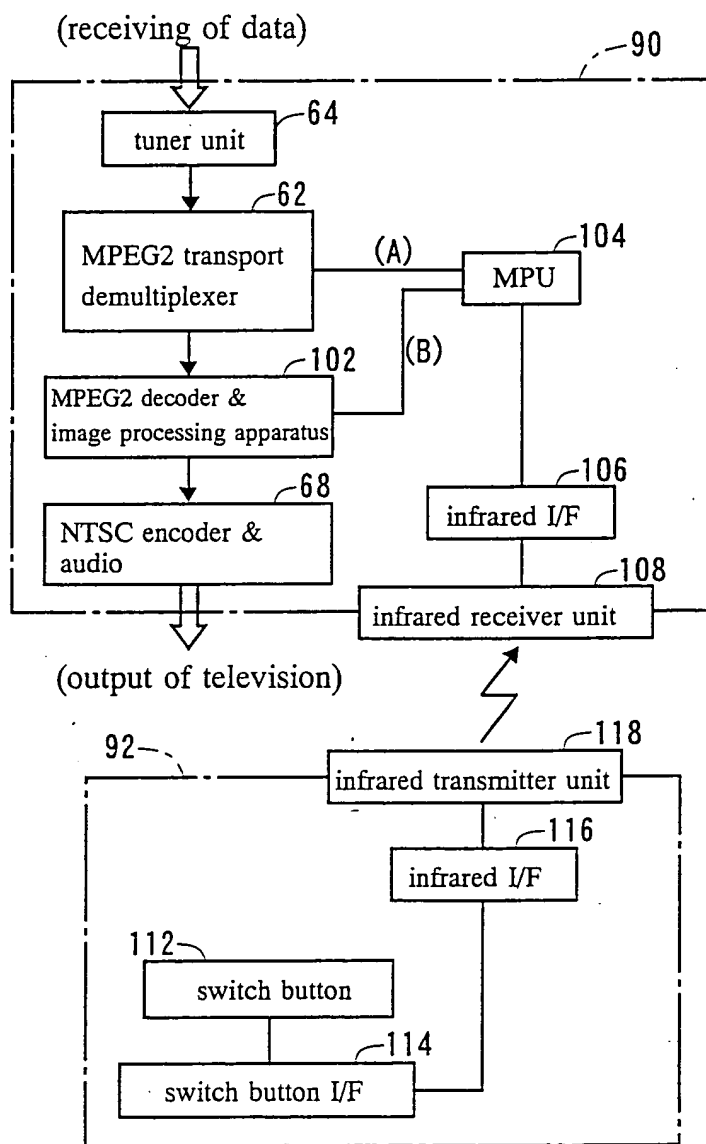 (receiving of data)
90
64
tuner unit
62
MPEG2 transport
demultiplexer
(A)
104
MPU
(B)
102
MPEG2 decoder &
image processing apparatus
106
infrared I/F
68
NTSC encoder &
audio
108
infrared receiver unit
(output of television)
92
118
infrared transmitter unit
116
infrared I/F
112
switch button
114
switch button I/F